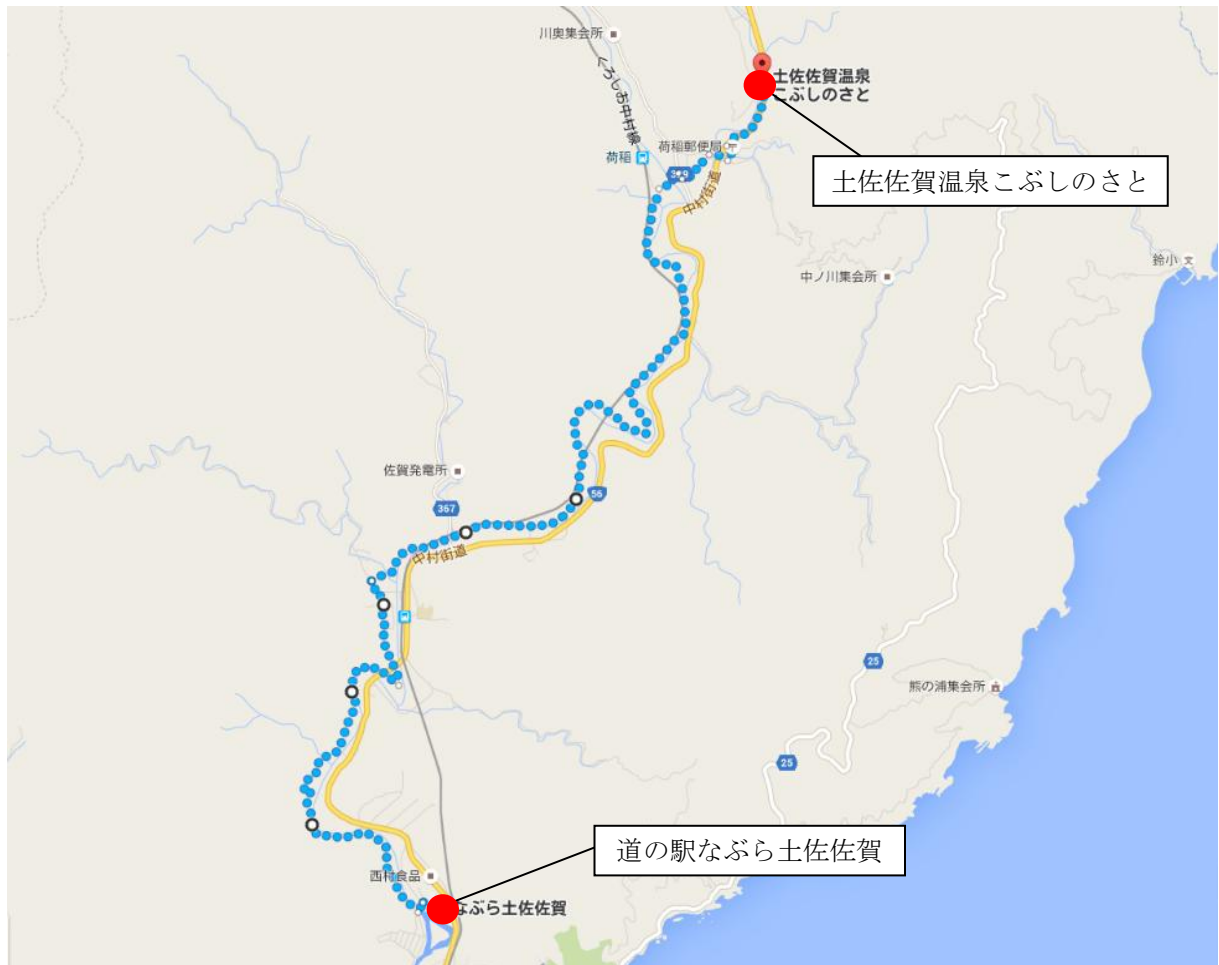 川奥集会所
土佐佐賀温泉
こぶしのさと
くろしお中村線
荷稲郵便局
荷稲
土佐佐賀温泉こぶしのさと
中村街道
鈴小
中ノ川集会所
佐賀発電所
56
367
中村街道
25
熊の浦集会所
25
道の駅なぶら土佐佐賀
西村食品
なぶら土佐佐賀